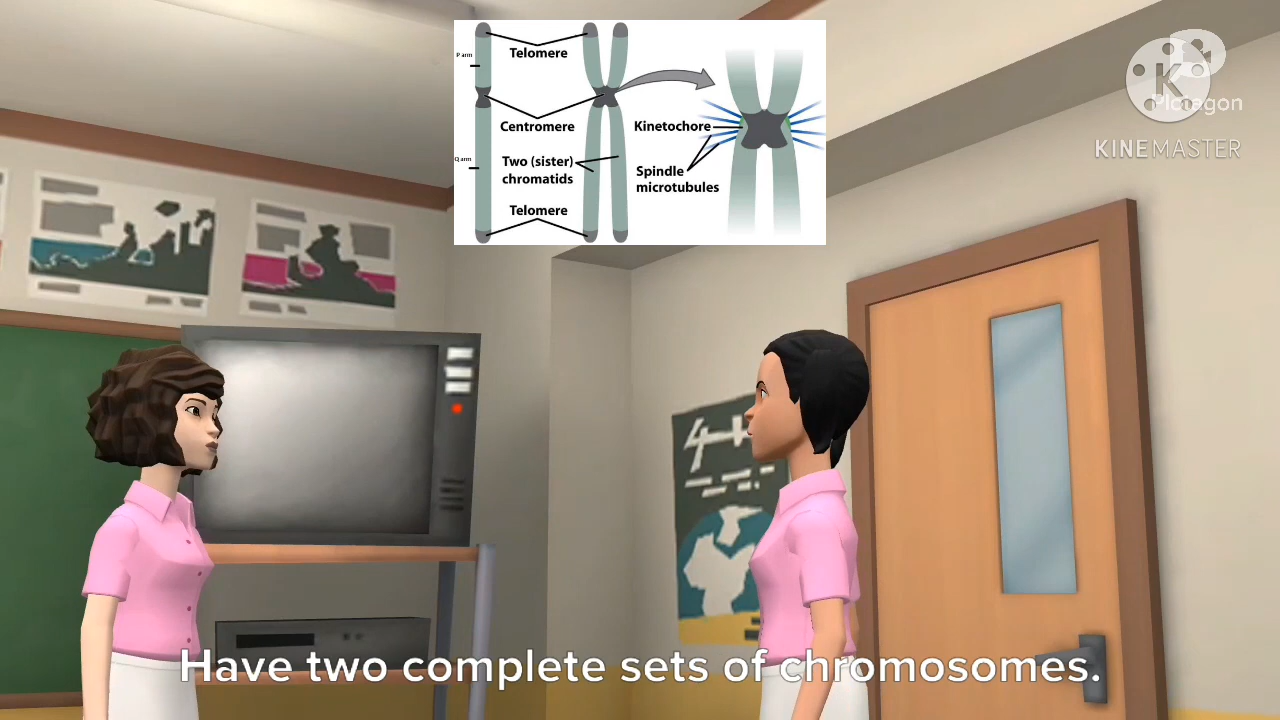 P arm
Telomere
Centromere
Q arm
Two (sister)
chromatids
Telomere
Kinetochore
Spindle
microtubules
K
Plotagon
KINEMASTER
4+
Have two complete sets of chromosomes.